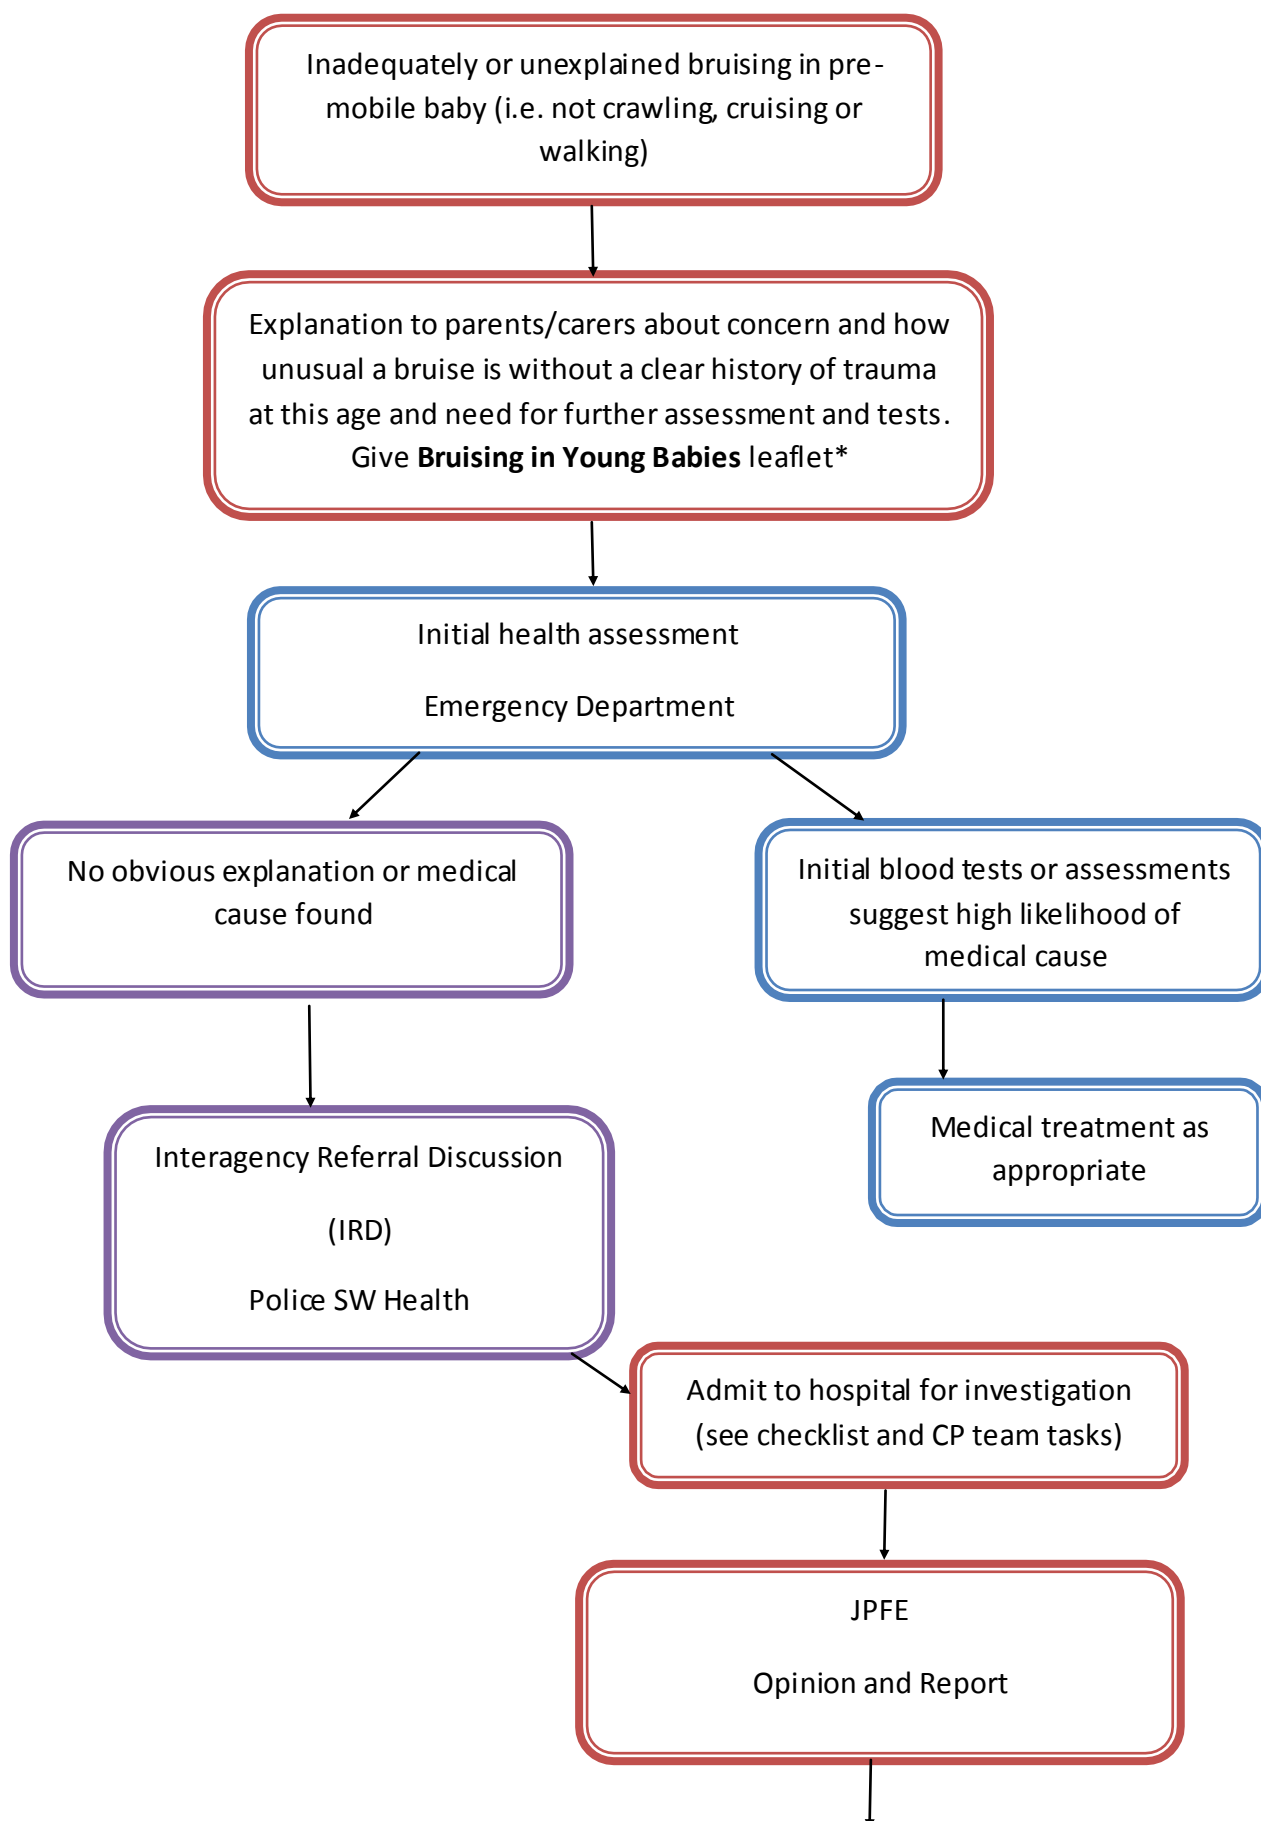 Inadequately or unexplained bruising in pre-
mobile baby (i.e. not crawling, cruising or
walking)
Explanation to parents/carers about concern and how
unusual a bruise is without a clear history of trauma
at this age and need for further assessment and tests.
Give Bruising in Young Babies leaflet*
Initial health assessment
Emergency Department
No obvious explanation or medical
cause found
Initial blood tests or assessments
suggest high likelihood of
medical cause
Medical treatment as
appropriate
Interagency Referral Discussion
(IRD)
Police SW Health
Admit to hospital for investigation
(see checklist and CP team tasks)
JPFE
Opinion and Report